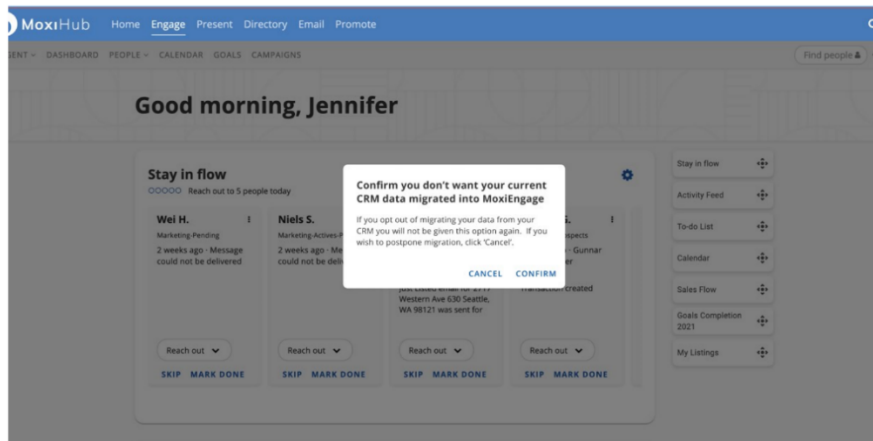 MoxiHub Home Engage Present Directory Email Promote
DASHBOARD PEOPLE CALENDAR GOALS CAMPAIGNS Find people
Good morning, Jennifer
Stay in flow
Reach out to 5 people today
Wei H.
Marketing-Pending
2 weeks ago · Message
could not be delivered
Reach out
SKIP MARK DONE
Niels S.
2 weeks ago
could not be
Reach out
SKIP MARK DONE
Western Ave 630 Seattle,
WA 98121 was sent for
Reach out
SKIP MARK DONE
· Gunnar
created
Reach out
SKIP MARK DONE
Confirm you don't want your current
CRM data migrated into MoxiEngage
If you opt out of migrating your data from your
CRM you will not be given this option again. If you
wish to postpone migration, click 'Cancel'.
CANCEL CONFIRM
Stay in flow
Activity Feed
To-do List
Calendar
Sales Flow
Goals Completion
2021
My Listings